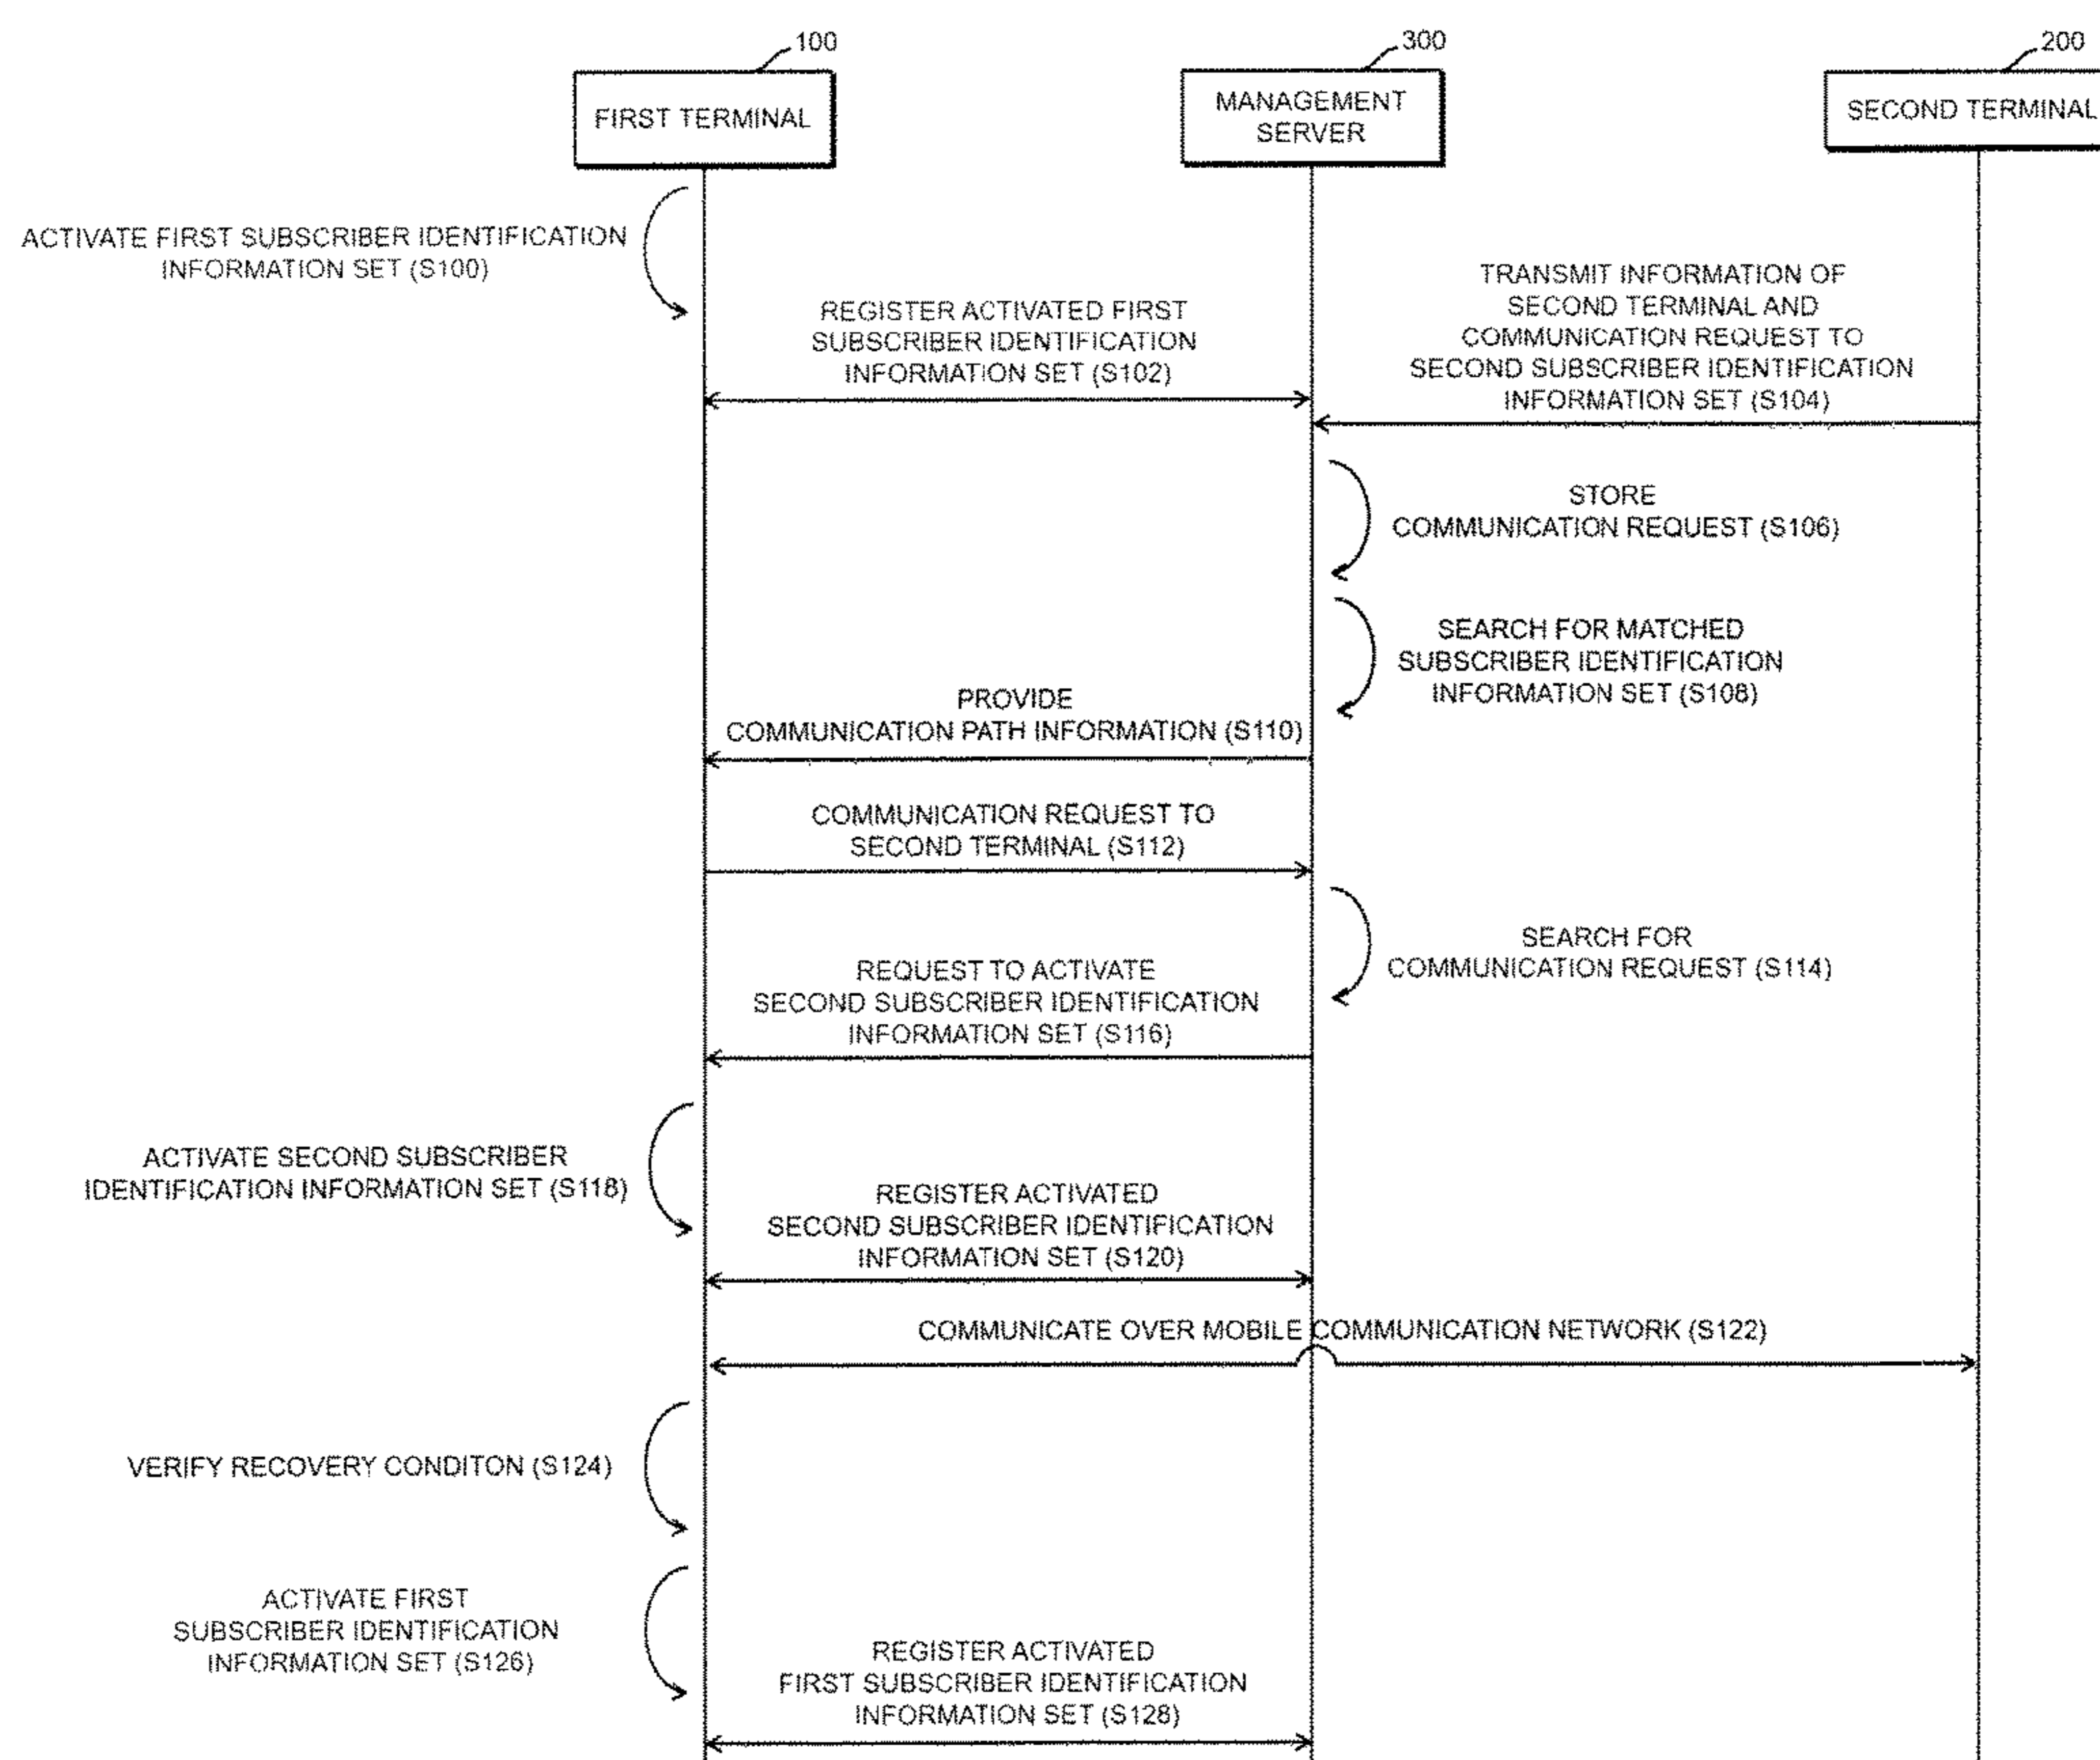 100
300
200
FIRST TERMINAL
MANAGEMENT
SERVER
SECOND TERMINAL
ACTIVATE FIRST SUBSCRIBER IDENTIFICATION
INFORMATION SET (S100)
REGISTER ACTIVATED FIRST
SUBSCRIBER IDENTIFICATION
INFORMATION SET (S102)
TRANSMIT INFORMATION OF
SECOND TERMINAL AND
COMMUNICATION REQUEST TO
SECOND SUBSCRIBER IDENTIFICATION
INFORMATION SET (S104)
STORE
COMMUNICATION REQUEST (S106)
SEARCH FOR MATCHED
SUBSCRIBER IDENTIFICATION
INFORMATION SET (S108)
PROVIDE
COMMUNICATION PATH INFORMATION (S110)
COMMUNICATION REQUEST TO
SECOND TERMINAL (S112)
SEARCH FOR
COMMUNICATION REQUEST (S114)
REQUEST TO ACTIVATE
SECOND SUBSCRIBER IDENTIFICATION
INFORMATION SET (S116)
ACTIVATE SECOND SUBSCRIBER
IDENTIFICATION INFORMATION SET (S118)
REGISTER ACTIVATED
SECOND SUBSCRIBER IDENTIFICATION
INFORMATION SET (S120)
COMMUNICATE OVER MOBILE COMMUNICATION NETWORK (S122)
VERIFY RECOVERY CONDITON (S124)
ACTIVATE FIRST
SUBSCRIBER IDENTIFICATION
INFORMATION SET (S126)
REGISTER ACTIVATED
FIRST SUBSCRIBER IDENTIFICATION
INFORMATION SET (S128)